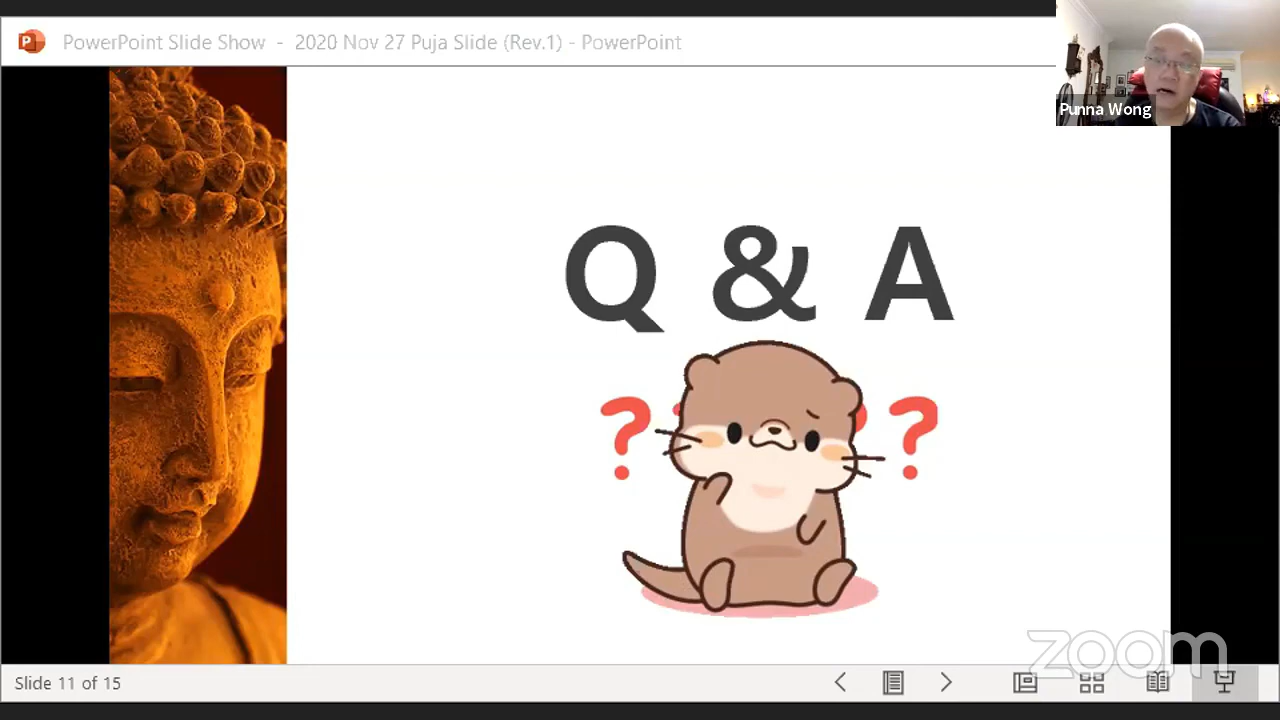 PowerPoint Slide Show - 2020 Nov 27 Puja Slide (Rev.1) - PowerPoint
Punna Wong
Q & A
? ?
zoom
Slide 11 of 15